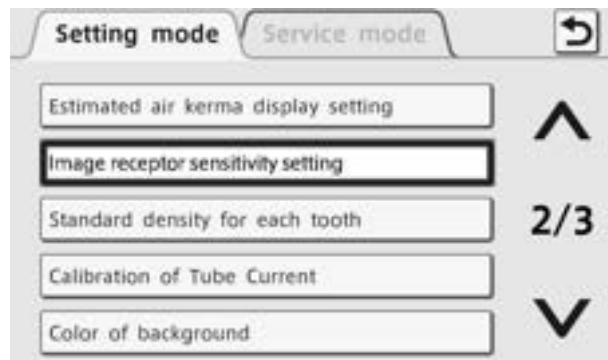 Setting mode Service mode
Estimated air kerma display setting
Image receptor sensitivity setting
Standard density for each tooth
2/3
Calibration of Tube Current
Color of background